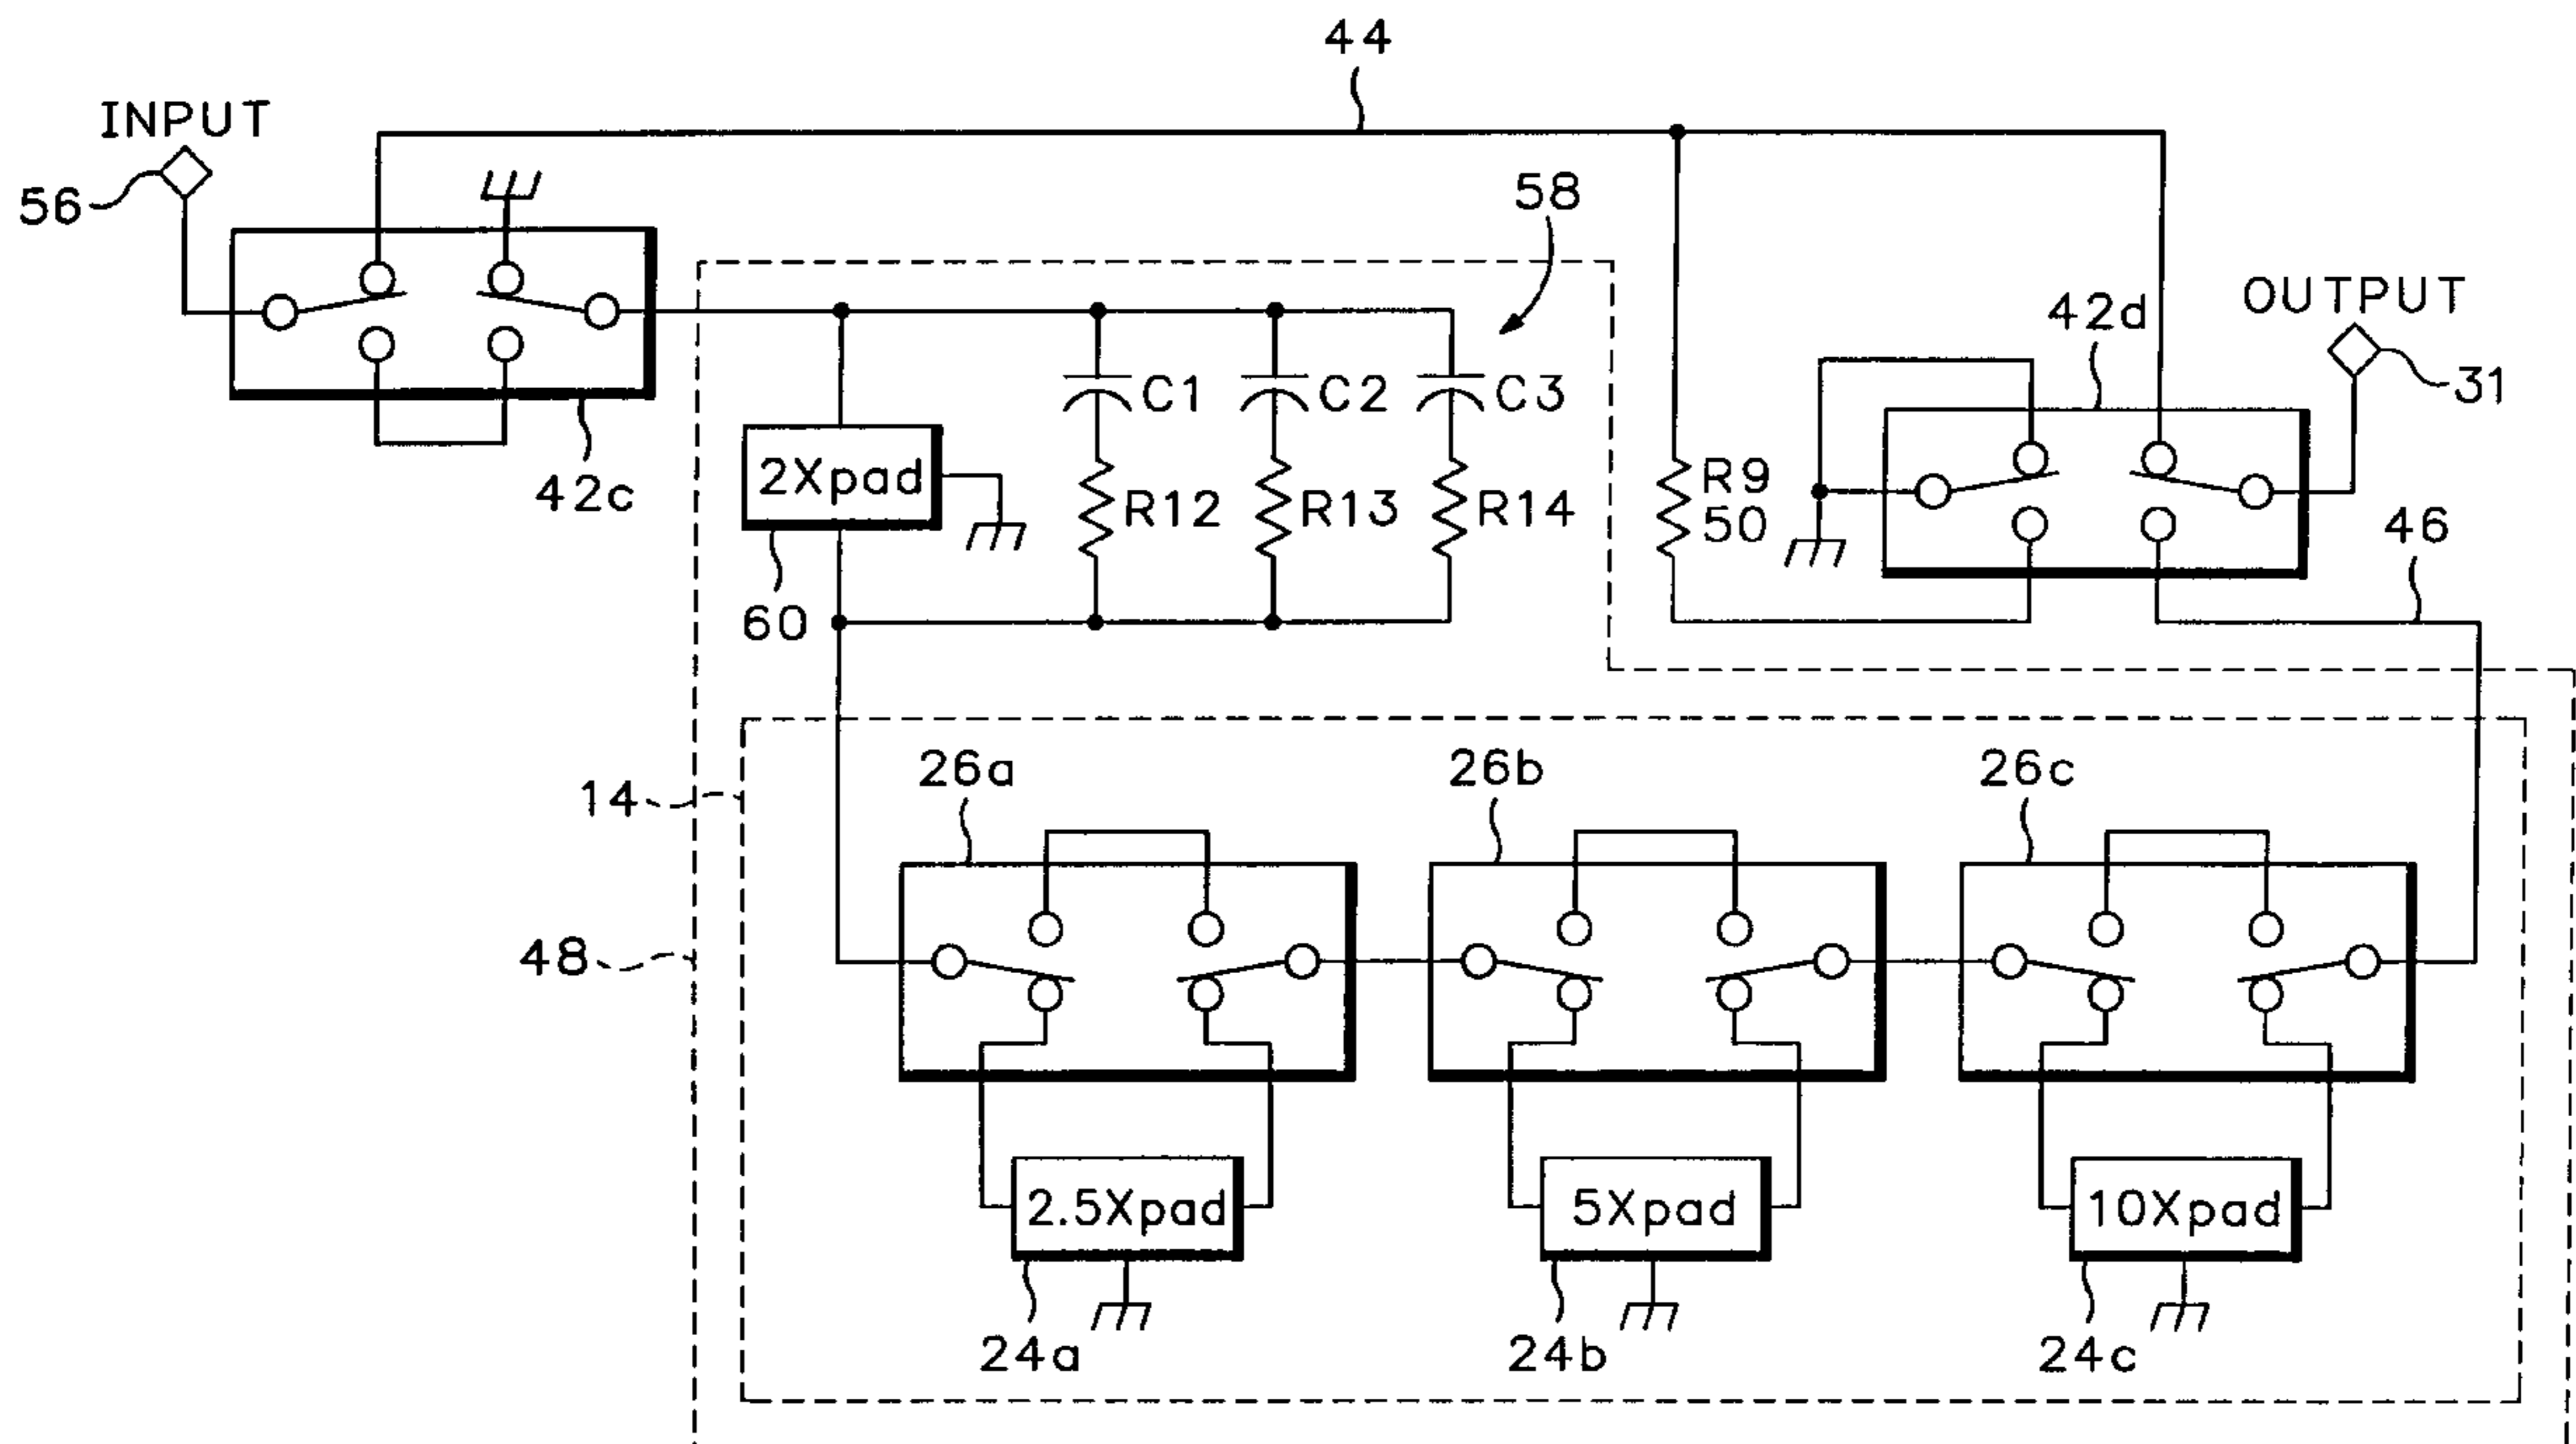 44
INPUT
56
58
42d
OUTPUT
31
C1
C2
C3
42c
2Xpad
R12
R13
R14
R9
50
46
60
14
26a
26b
26c
48
2.5Xpad
5Xpad
10Xpad
24a
24b
24c